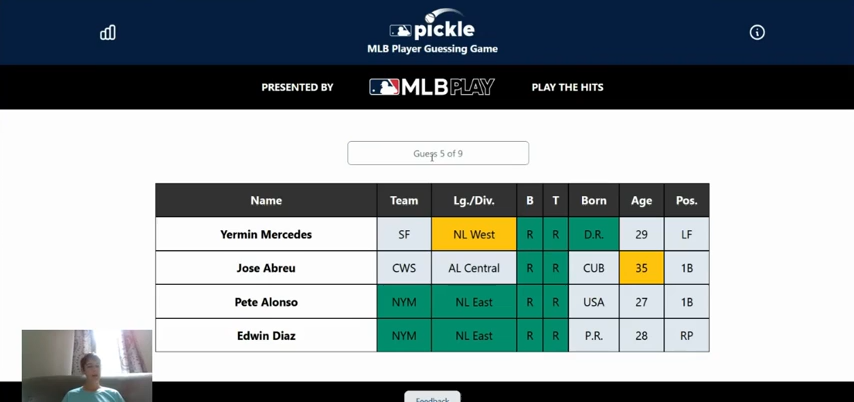 pickle
MLB Player Guessing Game
PRESENTED BY MLB PLAY PLAY THE HITS
Guess 5 of 9
Name Team Lg./Div. B T Born Age Pos.
Yermin Mercedes SF NL West R R D.R. 29 LF
Jose Abreu CWS AL Central R R CUB 35 1B
Pete Alonso NYM NL East R R USA 27 1B
Edwin Diaz NYM NL East R R P.R. 28 RP
Feedback